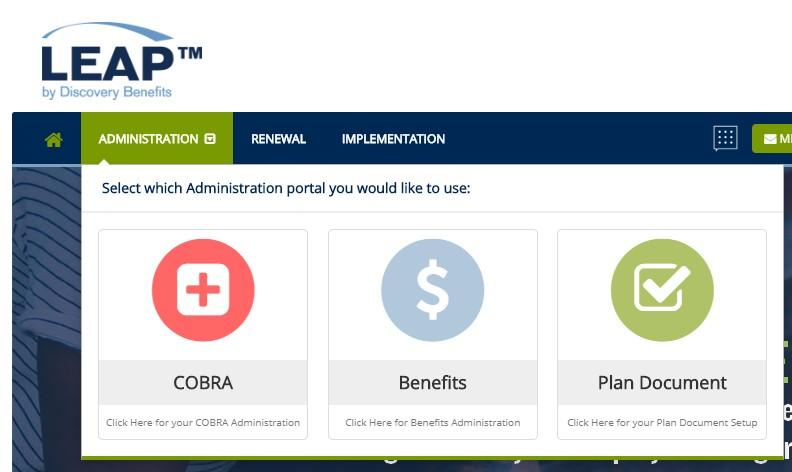 LEAP™
by Discovery Benefits
ADMINISTRATION
RENEWAL
IMPLEMENTATION
Select which Administration portal you would like to use:
COBRA
Benefits
Plan Document
Click Here for your COBRA Administration
Click Here for Benefits Administration
Click Here for your Plan Document Setup